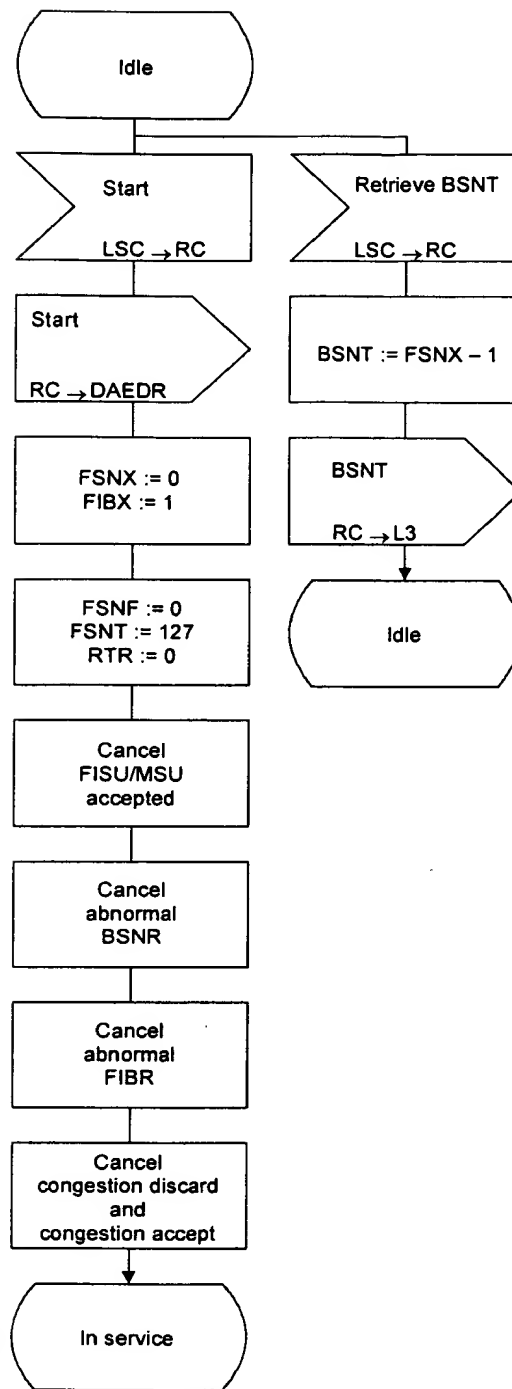 Idle
Start
LSC → RC
Retrieve BSNT
LSC → RC
Start
RC → DAEDR
BSNT := FSNX – 1
FSNX := 0
FIBX := 1
BSNT
RC → L3
FSNF := 0
FSNT := 127
RTR := 0
Idle
Cancel
FISU/MSU
accepted
Cancel
abnormal
BSNR
Cancel
abnormal
FIBR
Cancel
congestion discard
and
congestion accept
In service